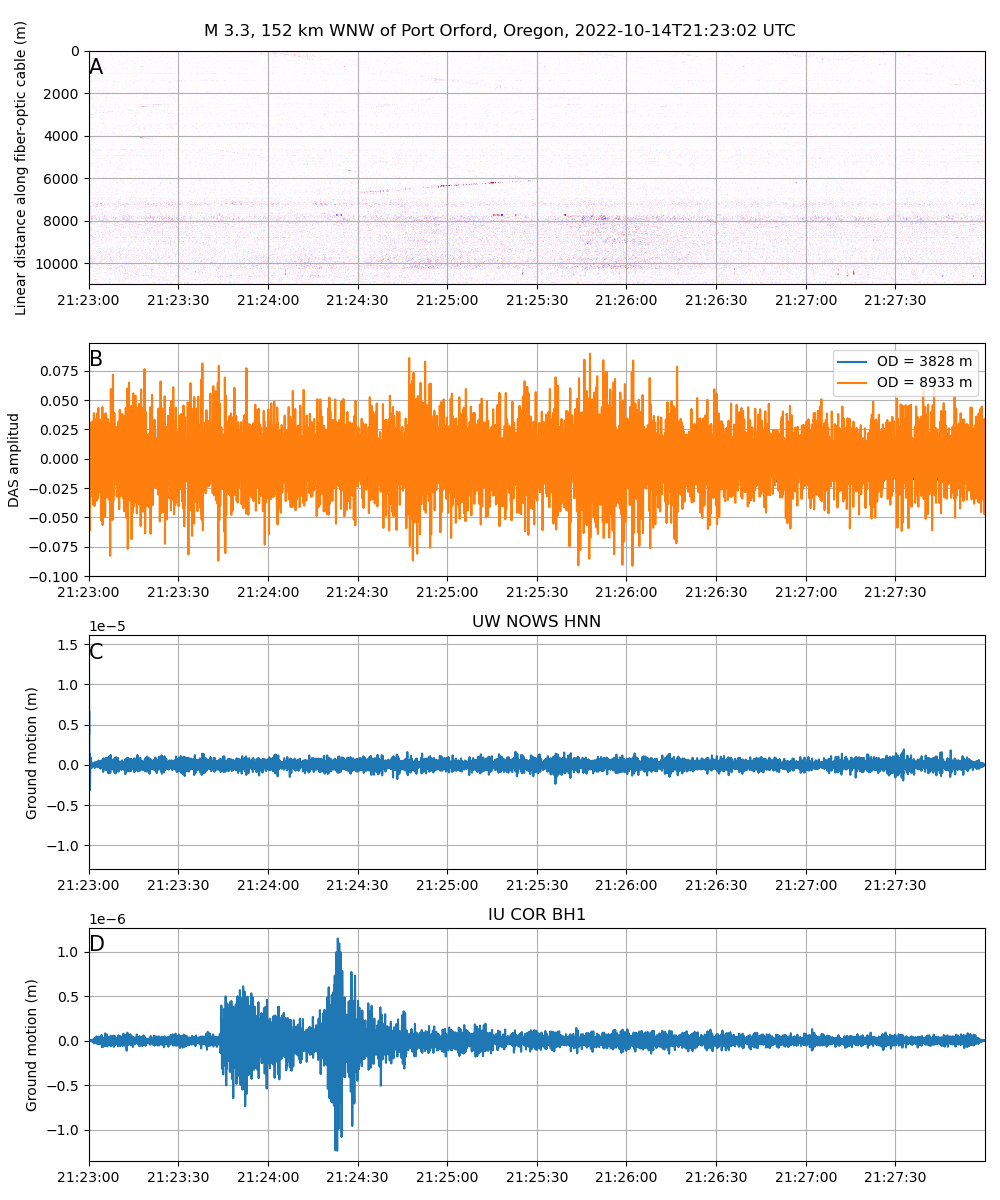 M 3.3, 152 km WNW of Port Orford, Oregon, 2022-10-14T21:23:02 UTC
Linear distance along fiber-optic cable (m)
A
0
2000
4000
6000
8000
10000
21:23:00 21:23:30 21:24:00 21:24:30 21:25:00 21:25:30 21:26:00 21:26:30 21:27:00 21:27:30
DAS amplitud
B
OD = 3828 m
OD = 8933 m
0.075
0.050
0.025
0.000
−0.025
−0.050
−0.075
−0.100
21:23:00 21:23:30 21:24:00 21:24:30 21:25:00 21:25:30 21:26:00 21:26:30 21:27:00 21:27:30
UW NOWS HNN
1e−5
Ground motion (m)
C
1.5
1.0
0.5
0.0
−0.5
−1.0
21:23:00 21:23:30 21:24:00 21:24:30 21:25:00 21:25:30 21:26:00 21:26:30 21:27:00 21:27:30
IU COR BH1
1e−6
Ground motion (m)
D
1.0
0.5
0.0
−0.5
−1.0
21:23:00 21:23:30 21:24:00 21:24:30 21:25:00 21:25:30 21:26:00 21:26:30 21:27:00 21:27:30